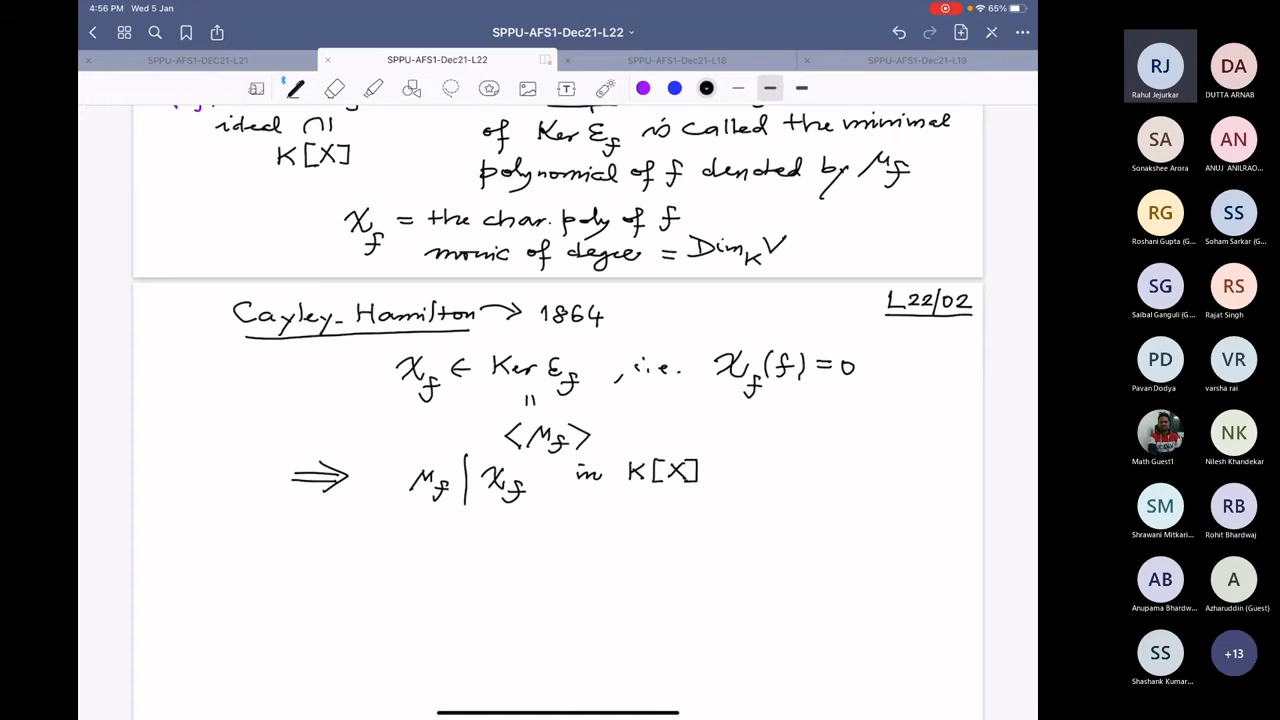 4:56 PM Wed 5 Jan
65%
SPPU-AFS1-Dec21-L22
SPPU-AFS1-DEC21-L21
SPPU-AFS1-Dec21-L22
SPPU-AFS1-Dec21-L18
SPPU-AFS1-Dec21-L19
ideal ∩|
K[X]
of Ker ε_f is called the minimal
polynomial of f denoted by μ_f
χ_f = the char. poly of f
monic of degree = Dim_K V
L22/02
Cayley-Hamilton → 1864
χ_f ∈ Ker ε_f , i.e. χ_f(f) = 0
=
<μ_f>
⟹ μ_f | χ_f in K[X]
RJ
Rahul Jejurkar
DA
DUTTA ARNAB
SA
Sonakshee Arora
AN
ANUJ ANILRAO...
RG
Roshani Gupta (G...
SS
Soham Sarkar (G...
SG
Saibal Ganguli (G...
RS
Rajat Singh
PD
Pavan Dodya
VR
varsha rai
Math Guest1
NK
Nilesh Khandekar
SM
Shrawani Mitkari...
RB
Rohit Bhardwaj
AB
Anupama Bhardw...
A
Azharuddin (Guest)
SS
Shashank Kumar...
+13